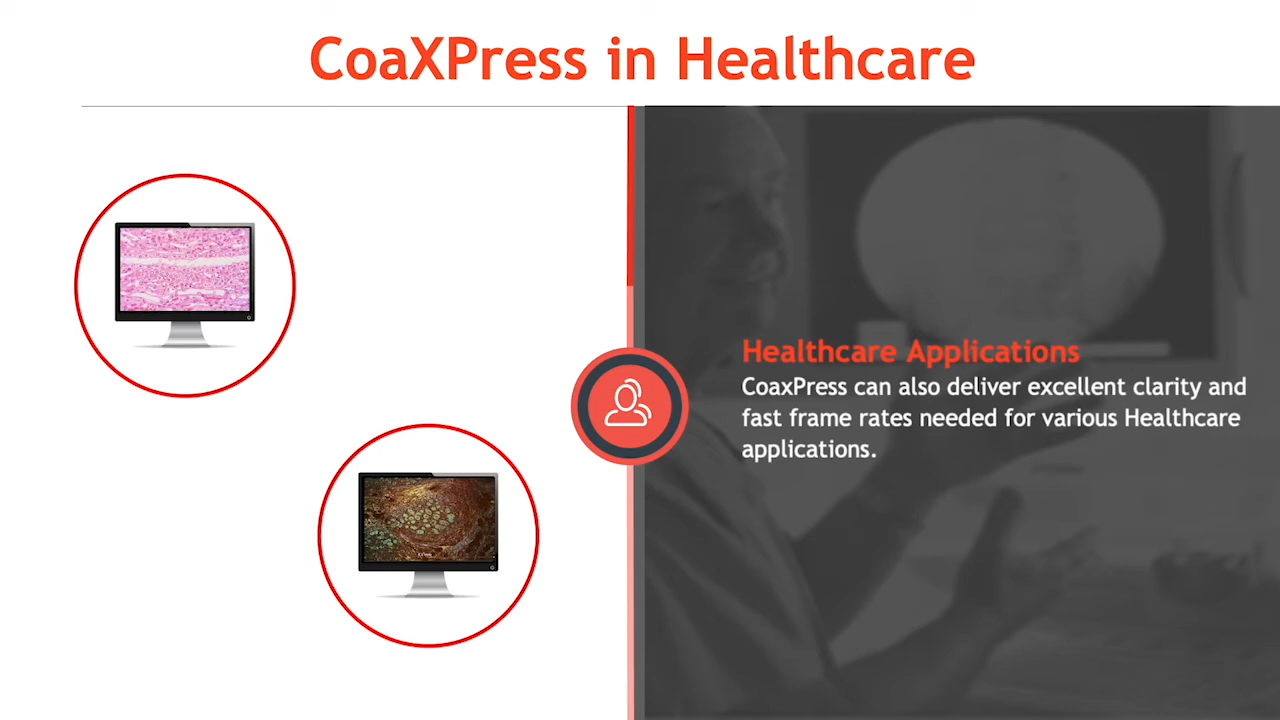 CoaXPress in Healthcare
Healthcare Applications
CoaxPress can also deliver excellent clarity and
fast frame rates needed for various Healthcare
applications.